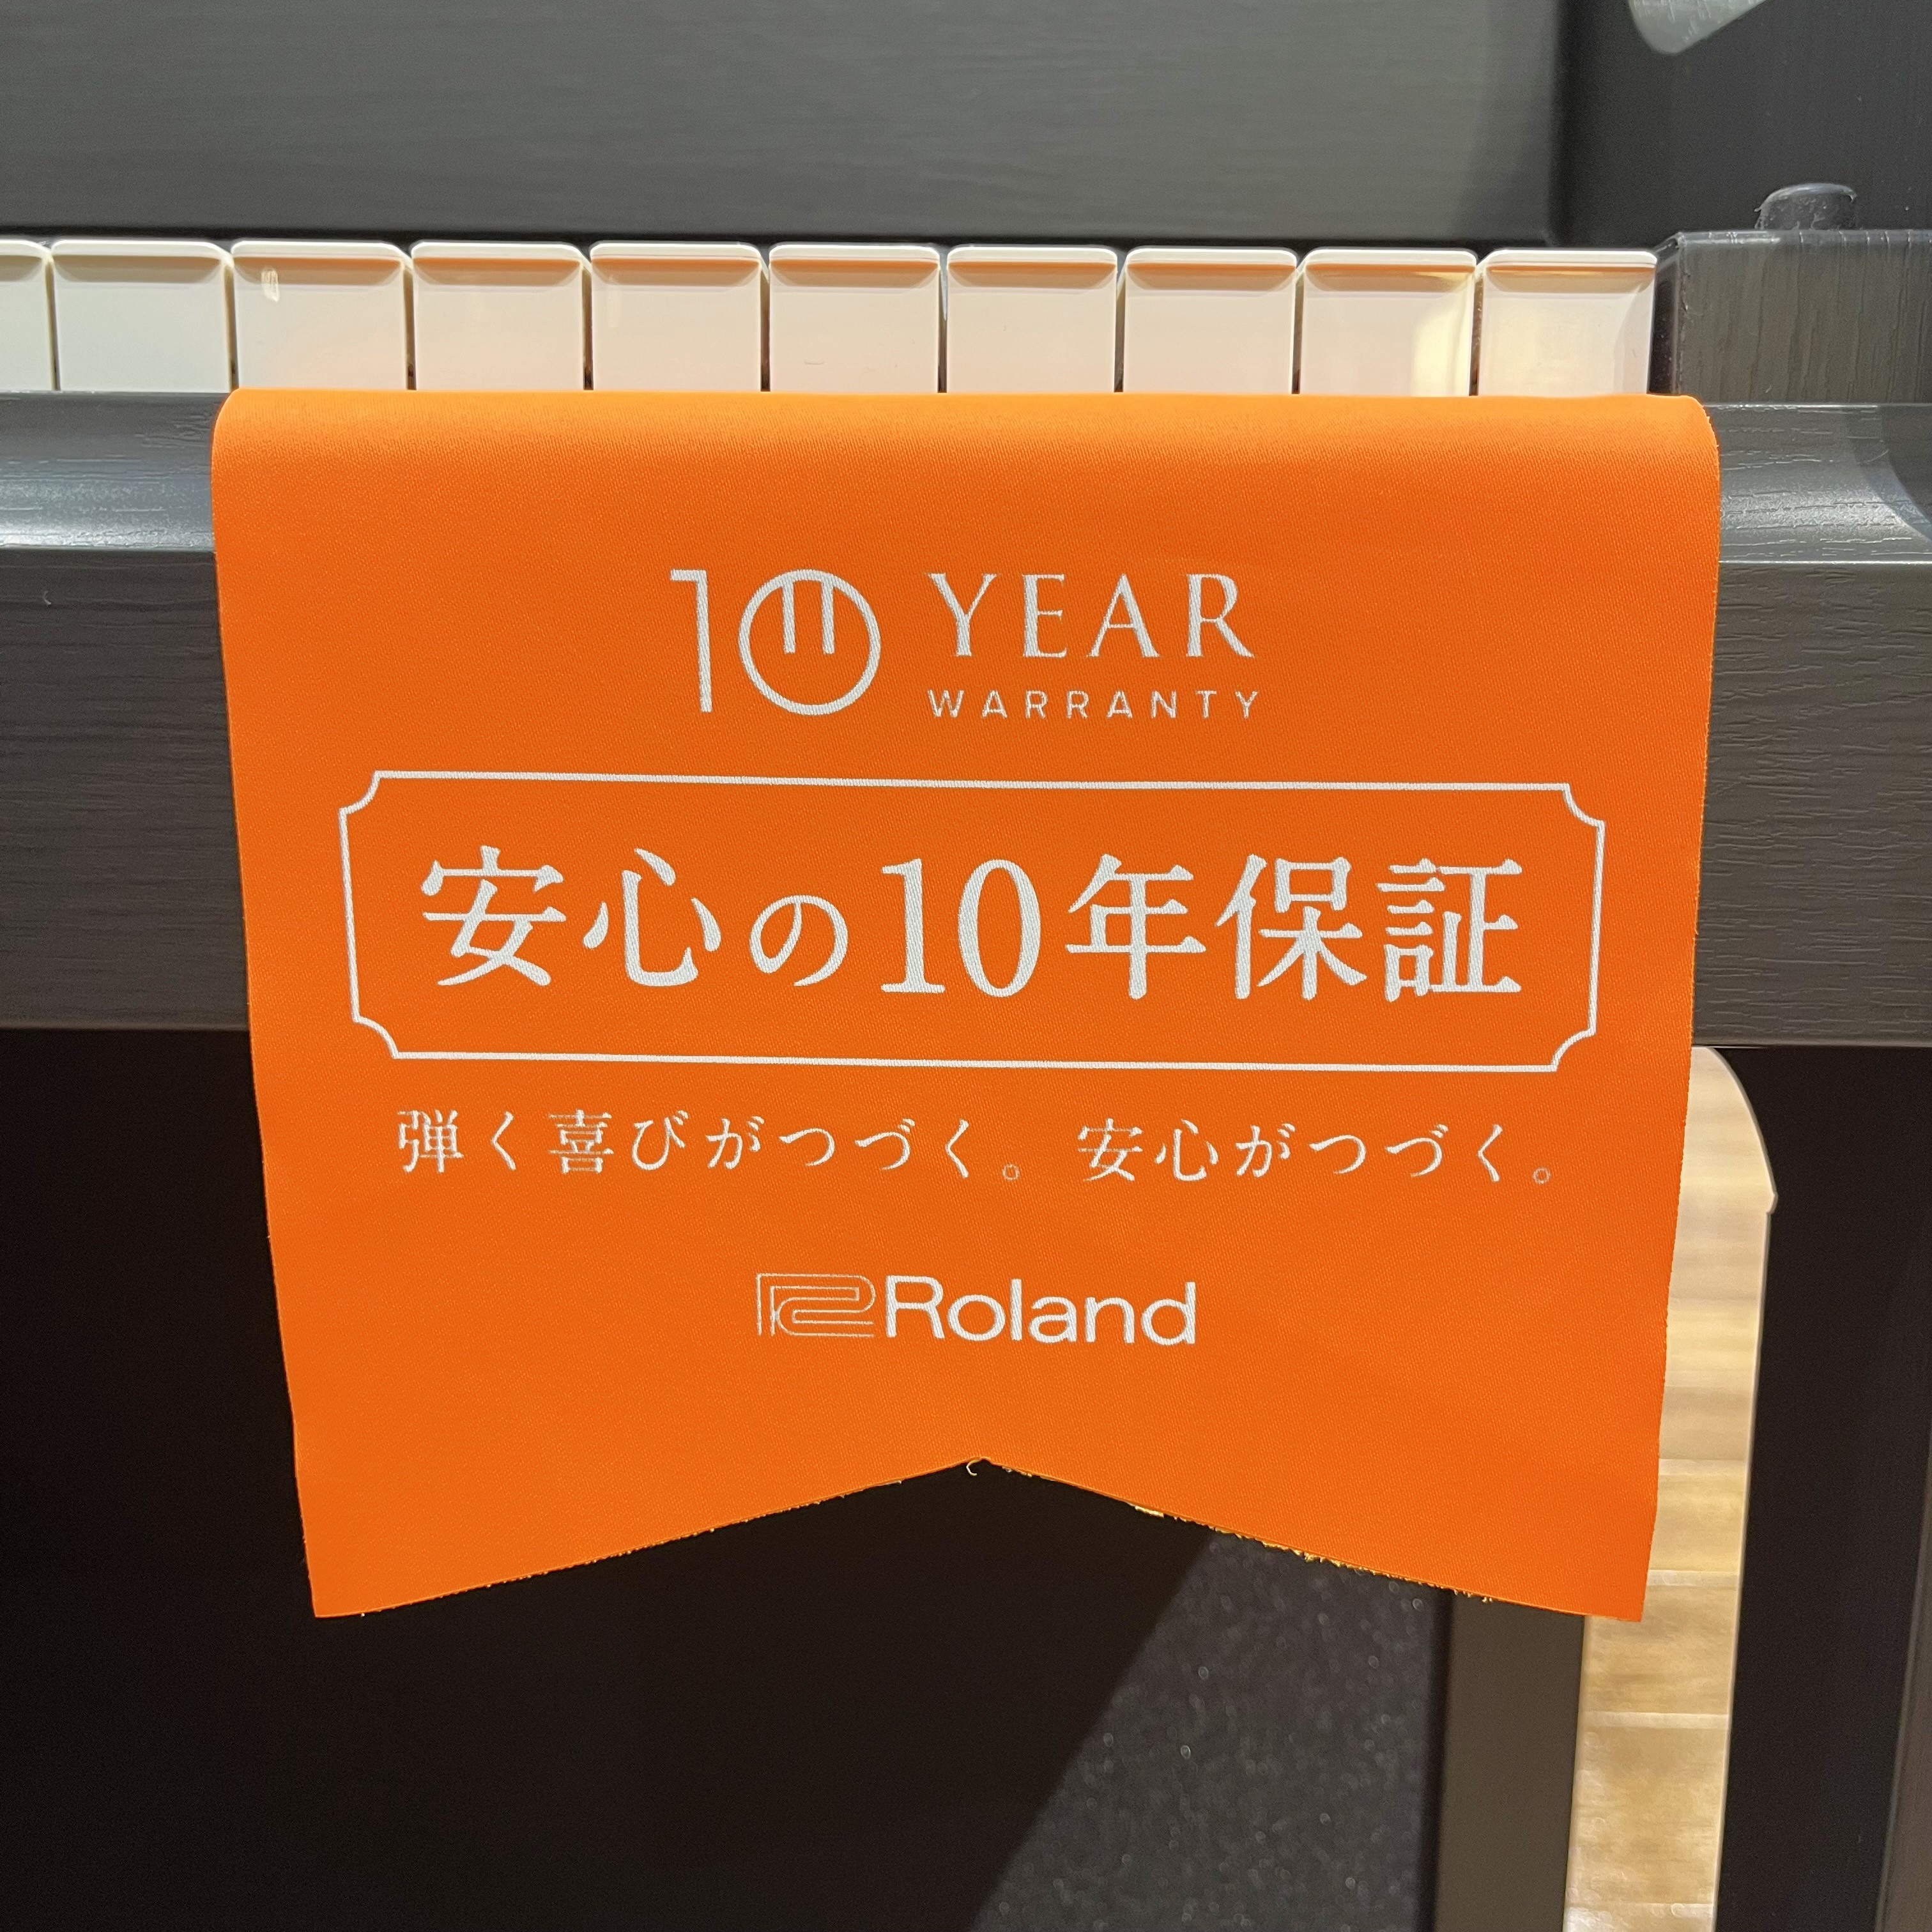 10 YEAR
WARRANTY
安心の10年保証
弾く喜びがつづく。安心がつづく。
Roland